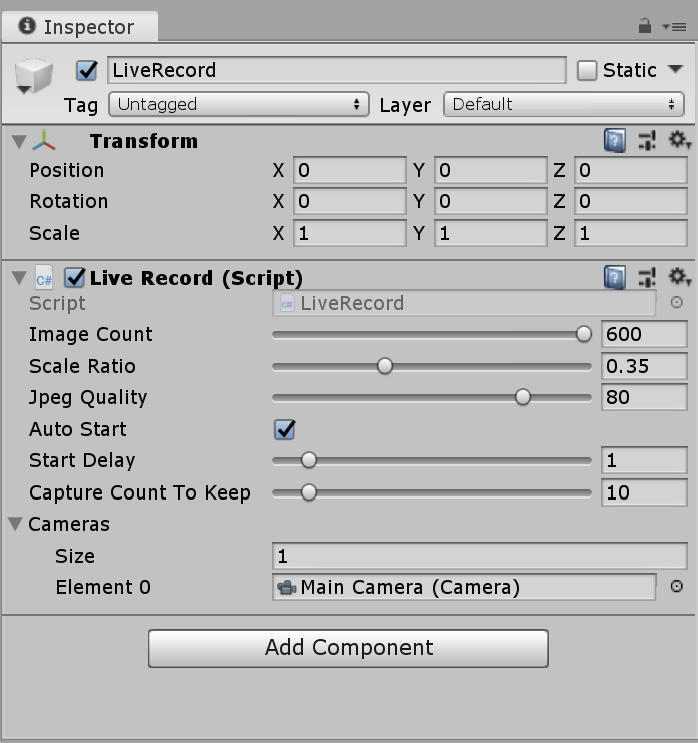 Inspector
LiveRecord Static
Tag Untagged Layer Default
Transform
Position X 0 Y 0 Z 0
Rotation X 0 Y 0 Z 0
Scale X 1 Y 1 Z 1
C# Live Record (Script)
Script C# LiveRecord
Image Count 600
Scale Ratio 0.35
Jpeg Quality 80
Auto Start
Start Delay 1
Capture Count To Keep 10
Cameras
Size 1
Element 0 Main Camera (Camera)
Add Component